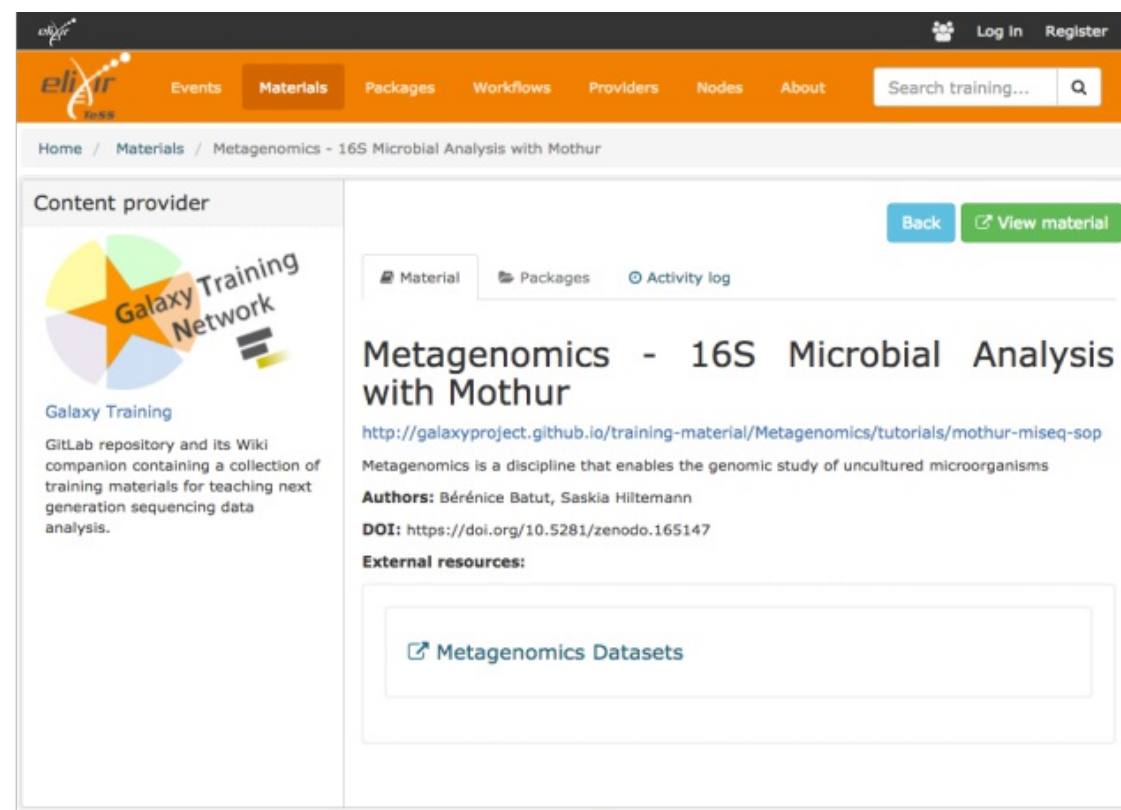 elixir
Log In Register
elixir
TeSS
Events Materials Packages Workflows Providers Nodes About Search training...
Home / Materials / Metagenomics - 16S Microbial Analysis with Mothur
Content provider
Galaxy Training
Network
Galaxy Training
GitLab repository and its Wiki
companion containing a collection of
training materials for teaching next
generation sequencing data
analysis.
Back View material
Material Packages Activity log
Metagenomics - 16S Microbial Analysis
with Mothur
http://galaxyproject.github.io/training-material/Metagenomics/tutorials/mothur-miseq-sop
Metagenomics is a discipline that enables the genomic study of uncultured microorganisms
Authors: Bérénice Batut, Saskia Hiltemann
DOI: https://doi.org/10.5281/zenodo.165147
External resources:
Metagenomics Datasets